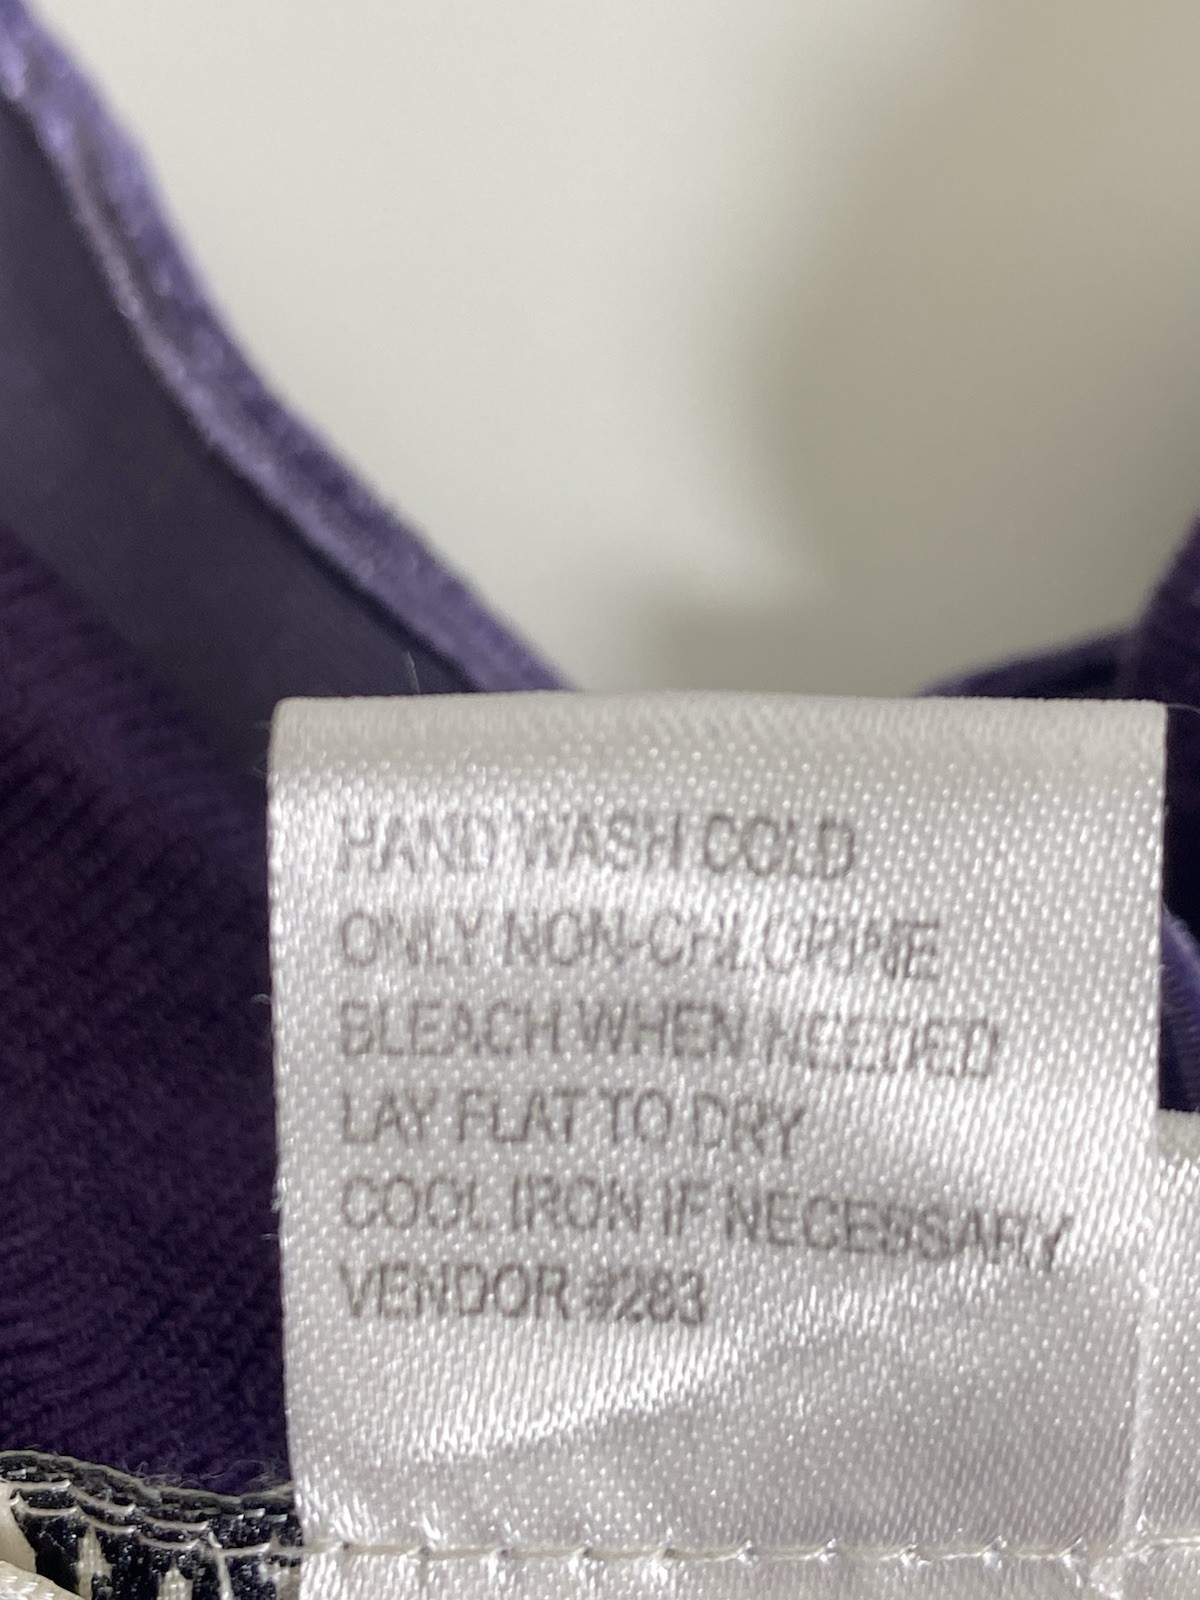 HAND WASH COLD
ONLY NON-CHLORINE
BLEACH WHEN NEEDED
LAY FLAT TO DRY
COOL IRON IF NECESSARY
VENDOR #283